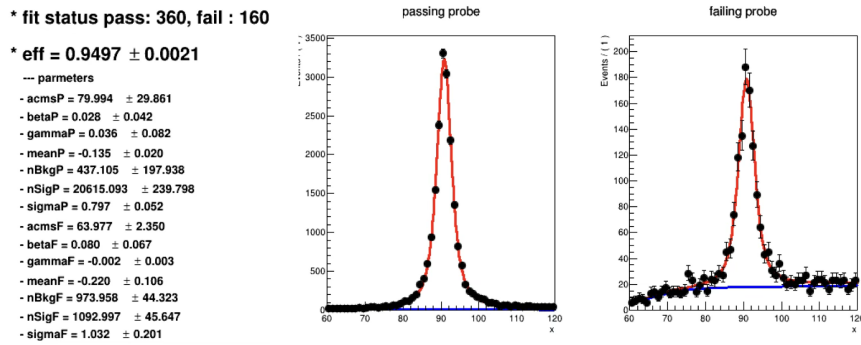 * fit status pass: 360, fail : 160
* eff = 0.9497 ± 0.0021
--- parmeters
- acmsP = 79.994 ± 29.861
- betaP = 0.028 ± 0.042
- gammaP = 0.036 ± 0.082
- meanP = -0.135 ± 0.020
- nBkgP = 437.105 ± 197.938
- nSigP = 20615.093 ± 239.798
- sigmaP = 0.797 ± 0.052
- acmsF = 63.977 ± 2.350
- betaF = 0.080 ± 0.067
- gammaF = -0.002 ± 0.003
- meanF = -0.220 ± 0.106
- nBkgF = 973.958 ± 44.323
- nSigF = 1092.997 ± 45.647
- sigmaF = 1.032 ± 0.201
passing probe
Events / ( 1 )
3500
3000
2500
2000
1500
1000
500
0
60 70 80 90 100 110 120
x
failing probe
Events / ( 1 )
200
180
160
140
120
100
80
60
40
20
0
60 70 80 90 100 110 120
x